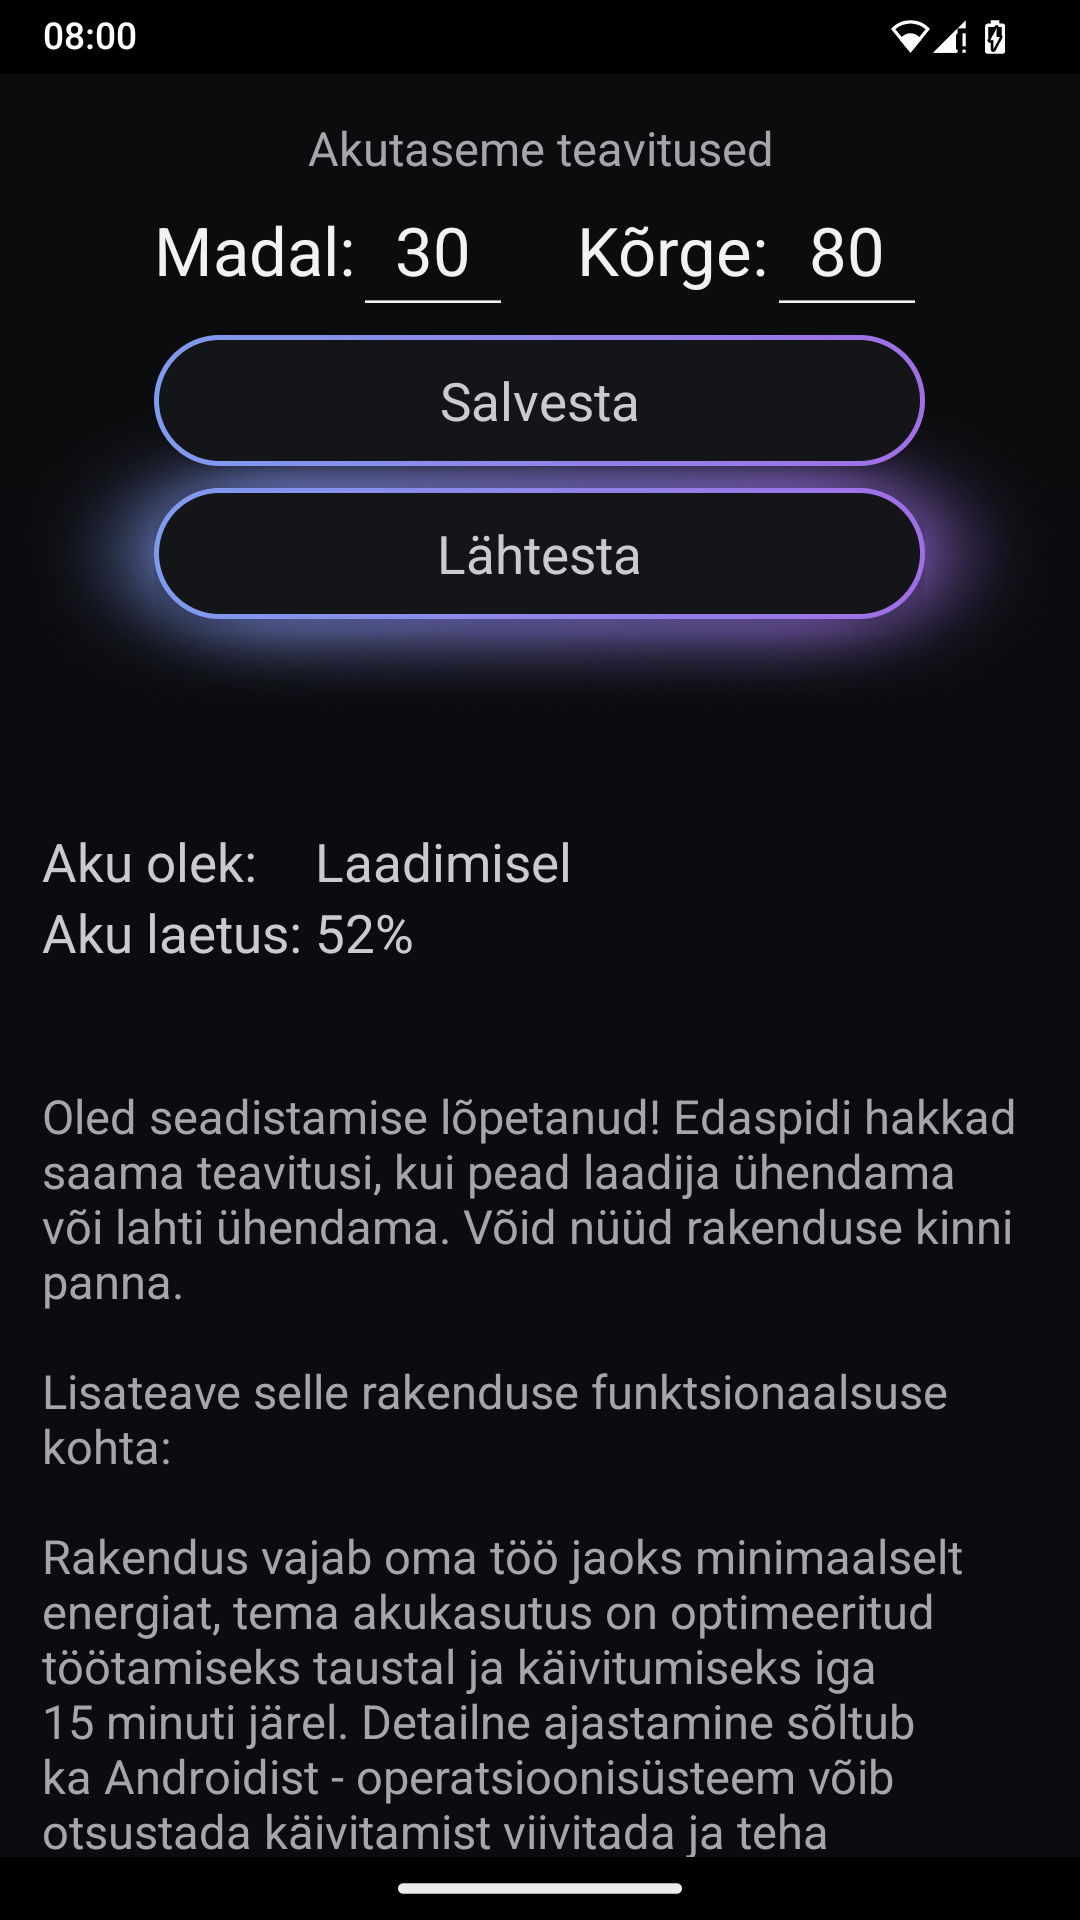 08:00
Akutaseme teavitused
Madal: 30 Kõrge: 80
Salvesta
Lähtesta
Aku olek: Laadimisel
Aku laetus: 52%
Oled seadistamise lõpetanud! Edaspidi hakkad
saama teavitusi, kui pead laadija ühendama
või lahti ühendama. Võid nüüd rakenduse kinni
panna.
Lisateave selle rakenduse funktsionaalsuse
kohta:
Rakendus vajab oma töö jaoks minimaalselt
energiat, tema akukasutus on optimeeritud
töötamiseks taustal ja käivitumiseks iga
15 minuti järel. Detailne ajastamine sõltub
ka Androidist - operatsioonisüsteem võib
otsustada käivitamist viivitada ja teha